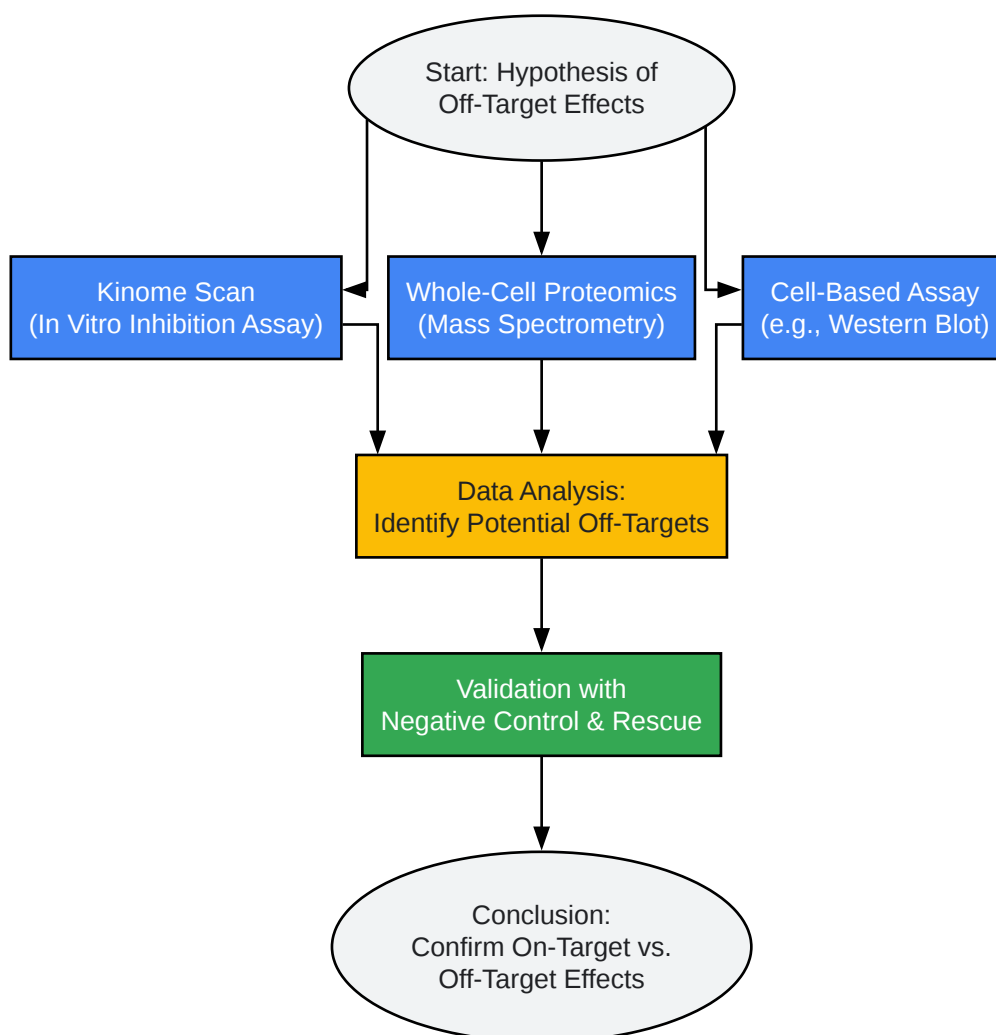 Start: Hypothesis of
Off-Target Effects
Kinome Scan
(In Vitro Inhibition Assay)
Whole-Cell Proteomics
(Mass Spectrometry)
Cell-Based Assay
(e.g., Western Blot)
Data Analysis:
Identify Potential Off-Targets
Validation with
Negative Control & Rescue
Conclusion:
Confirm On-Target vs.
Off-Target Effects